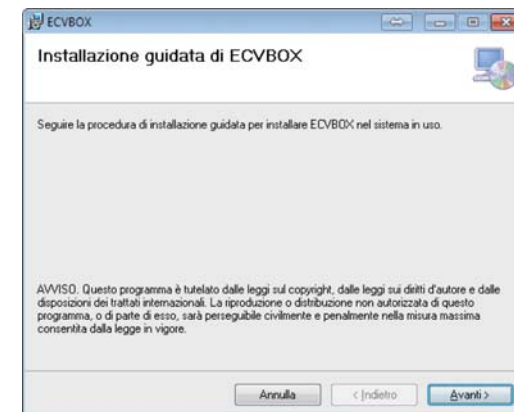 ECVBOX
Installazione guidata di ECVBOX
Seguire la procedura di installazione guidata per installare ECVBOX nel sistema in uso.
AVVISO. Questo programma è tutelato dalle leggi sul copyright, dalle leggi sui diritti d'autore e dalle
disposizioni dei trattati internazionali. La riproduzione o distribuzione non autorizzata di questo
programma, o di parte di esso, sarà perseguibile civilmente e penalmente nella misura massima
consentita dalla legge in vigore.
Annulla < Indietro Avanti >